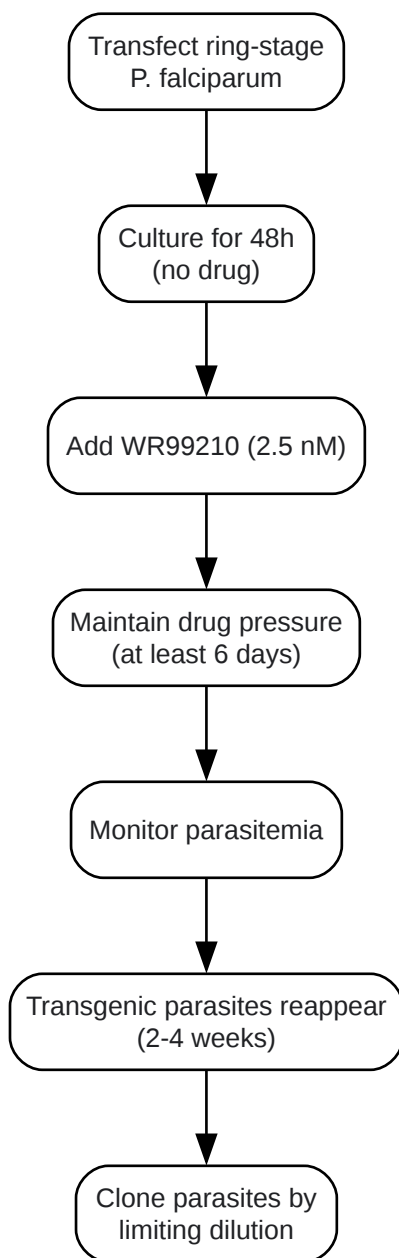 Transfect ring-stage
P. falciparum
Culture for 48h
(no drug)
Add WR99210 (2.5 nM)
Maintain drug pressure
(at least 6 days)
Monitor parasitemia
Transgenic parasites reappear
(2-4 weeks)
Clone parasites by
limiting dilution